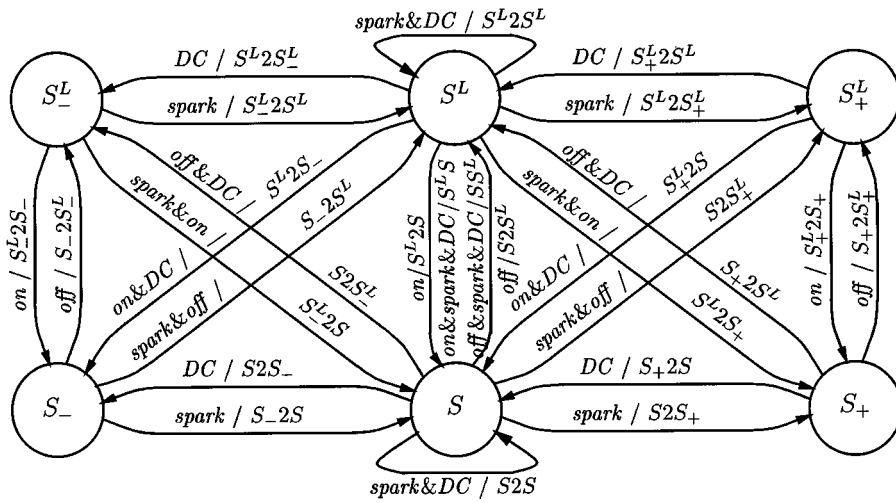 spark&DC / S^L2S^L
DC / S^L2S^L_-
DC / S^L_+2S^L
S^L_-
S^L
S^L_+
spark / S^L_-2S^L
spark / S^L2S^L_+
off&DC / S2S^L_-
spark&on / S^L_-2S
on&DC / S^L2S_-
spark&off / S_-2S^L
on / S^L_-2S_-
off / S_-2S^L_-
on/S^L2S
on&spark&DC/S^LS
off&spark&DC/SS^L
off/S2S^L
off&DC / S_+2S^L
spark&on / S^L2S_+
on&DC / S^L_+2S
spark&off / S2S^L_+
on / S^L_+2S_+
off / S_+2S^L_+
DC / S2S_-
DC / S_+2S
S_-
S
S_+
spark / S_-2S
spark / S2S_+
spark&DC / S2S